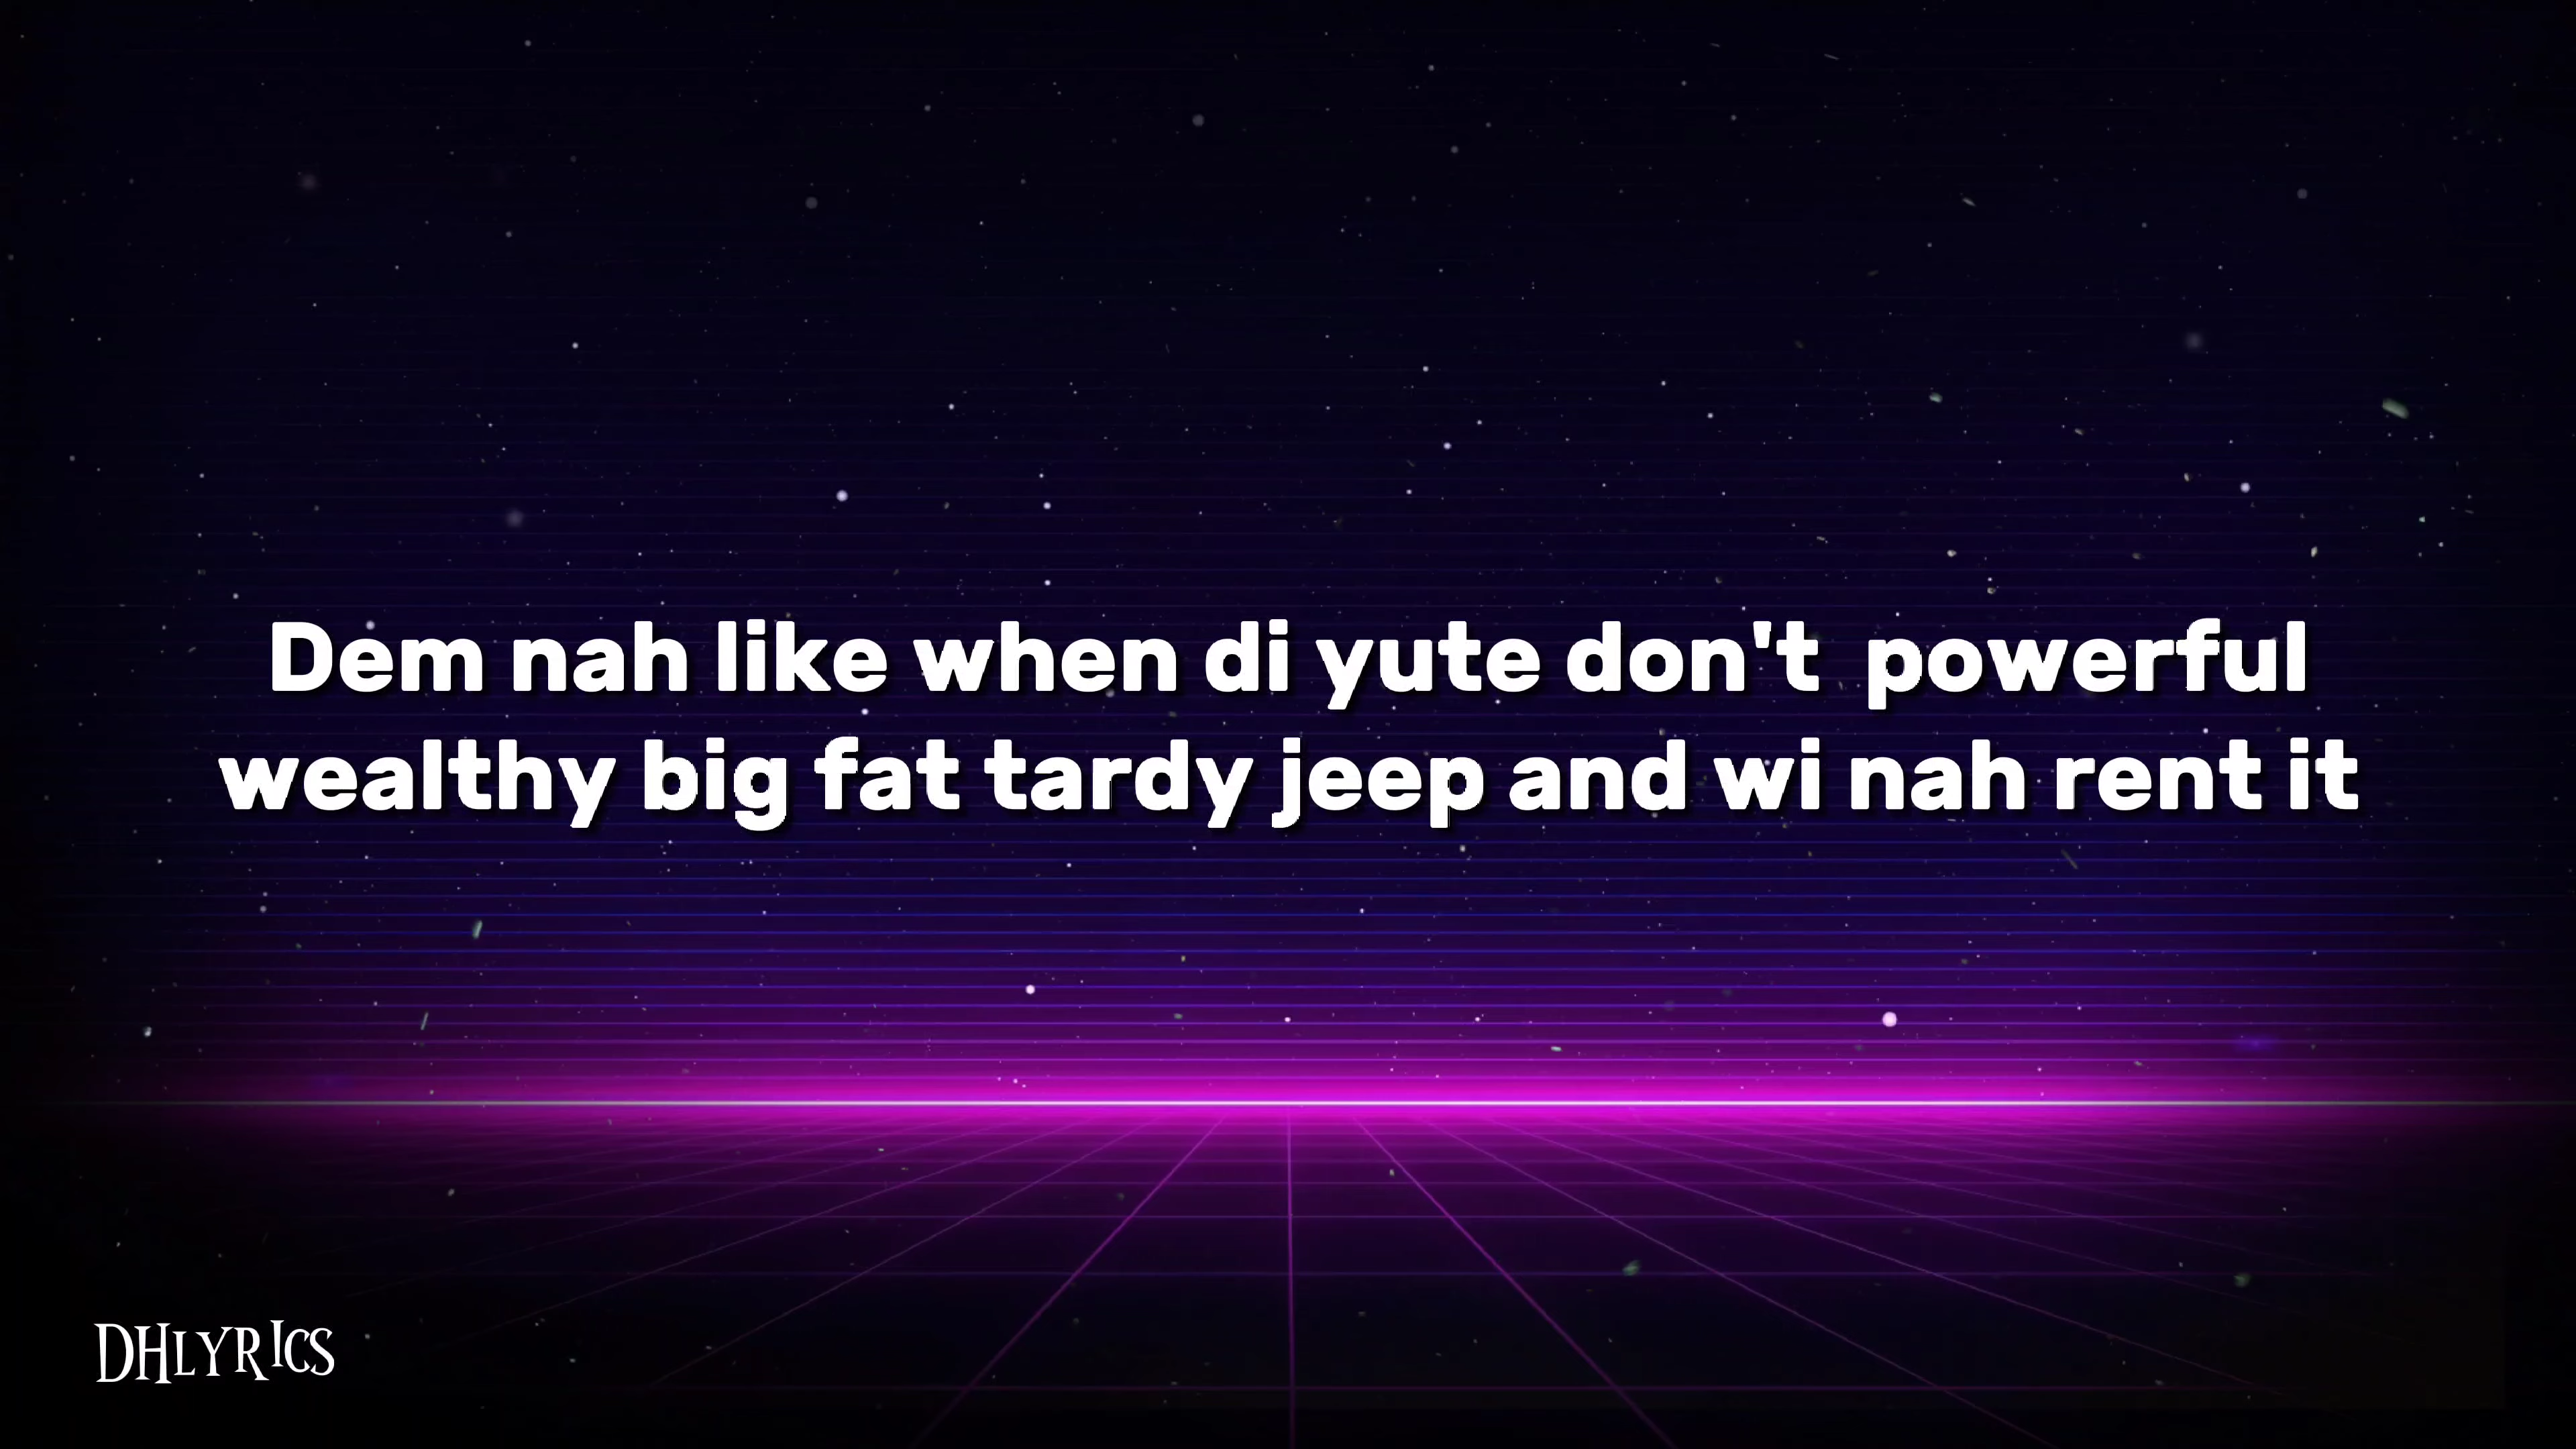 Dem nah like when di yute don't  powerful
wealthy big fat tardy jeep and wi nah rent it
DHLYRICS